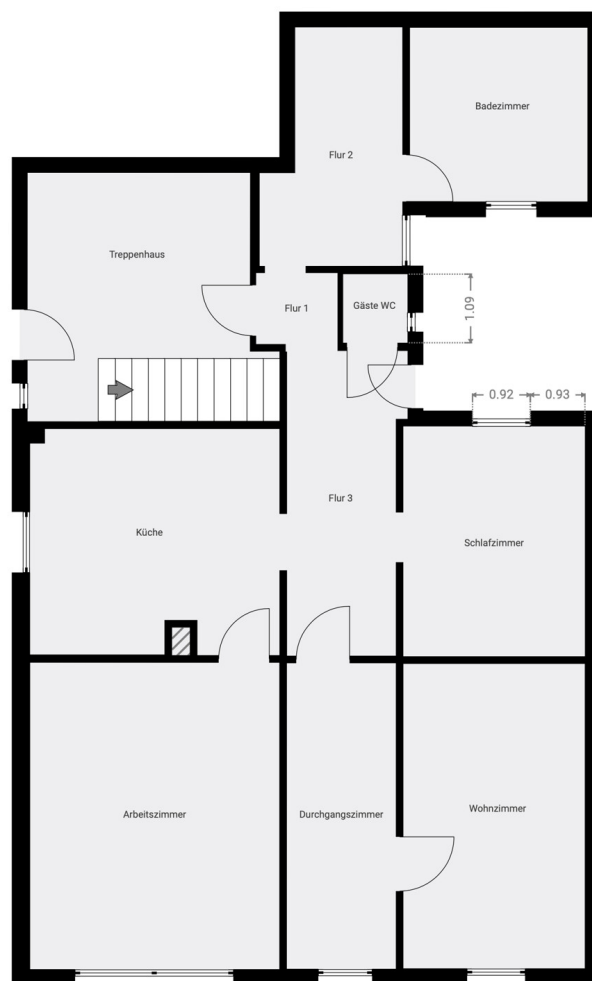 Badezimmer
Flur 2
Treppenhaus
Flur 1
Gäste WC
1.09
0.92
0.93
Küche
Flur 3
Schlafzimmer
Arbeitszimmer
Durchgangszimmer
Wohnzimmer